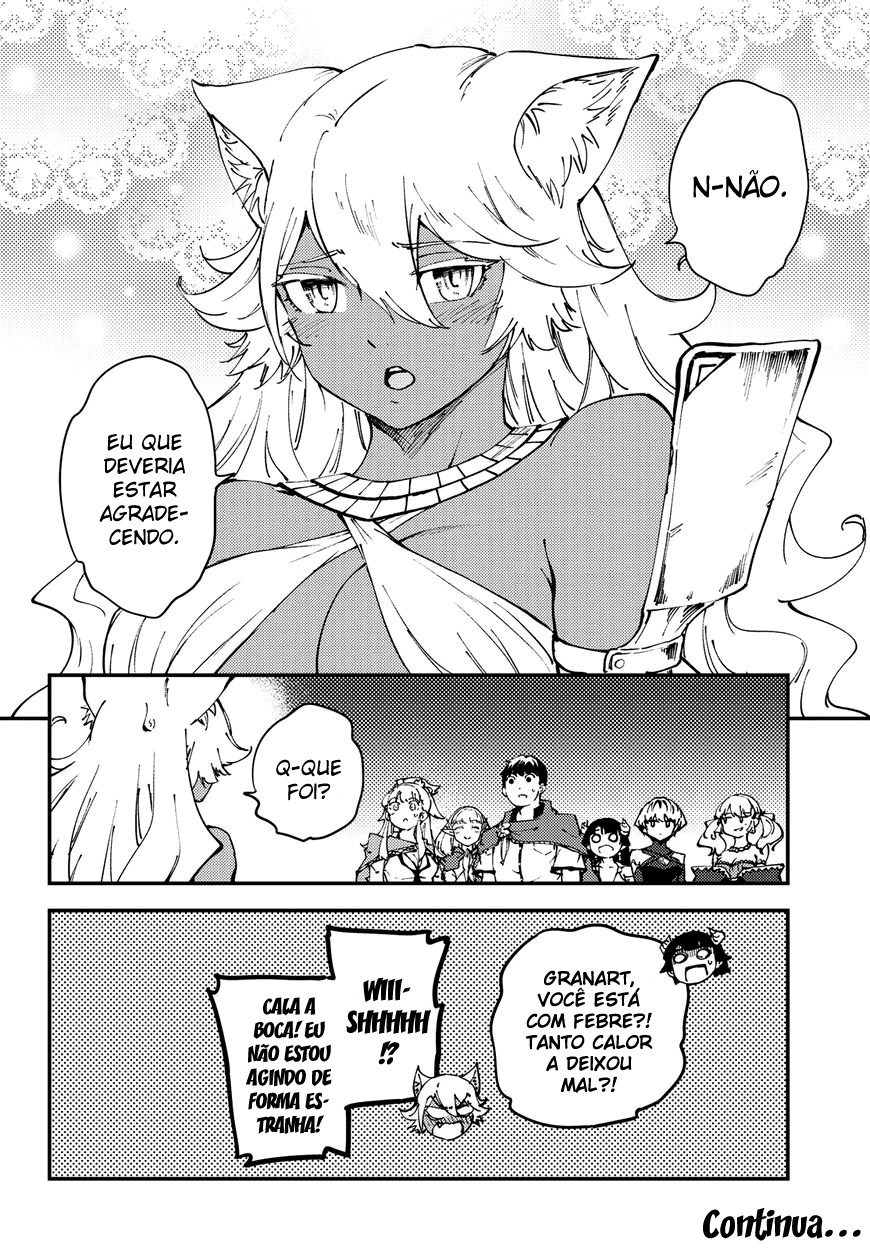 N-NÃO.
EU QUE
DEVERIA
ESTAR
AGRADE-
CENDO.
Q-QUE
FOI?
GRANART,
VOCÊ ESTÁ
COM FEBRE?!
TANTO CALOR
A DEIXOU
MAL?!
WIII-
SHHHHH
!?
CALA A
BOCA! EU
NÃO ESTOU
AGINDO DE
FORMA ES-
TRANHA!
Continua...